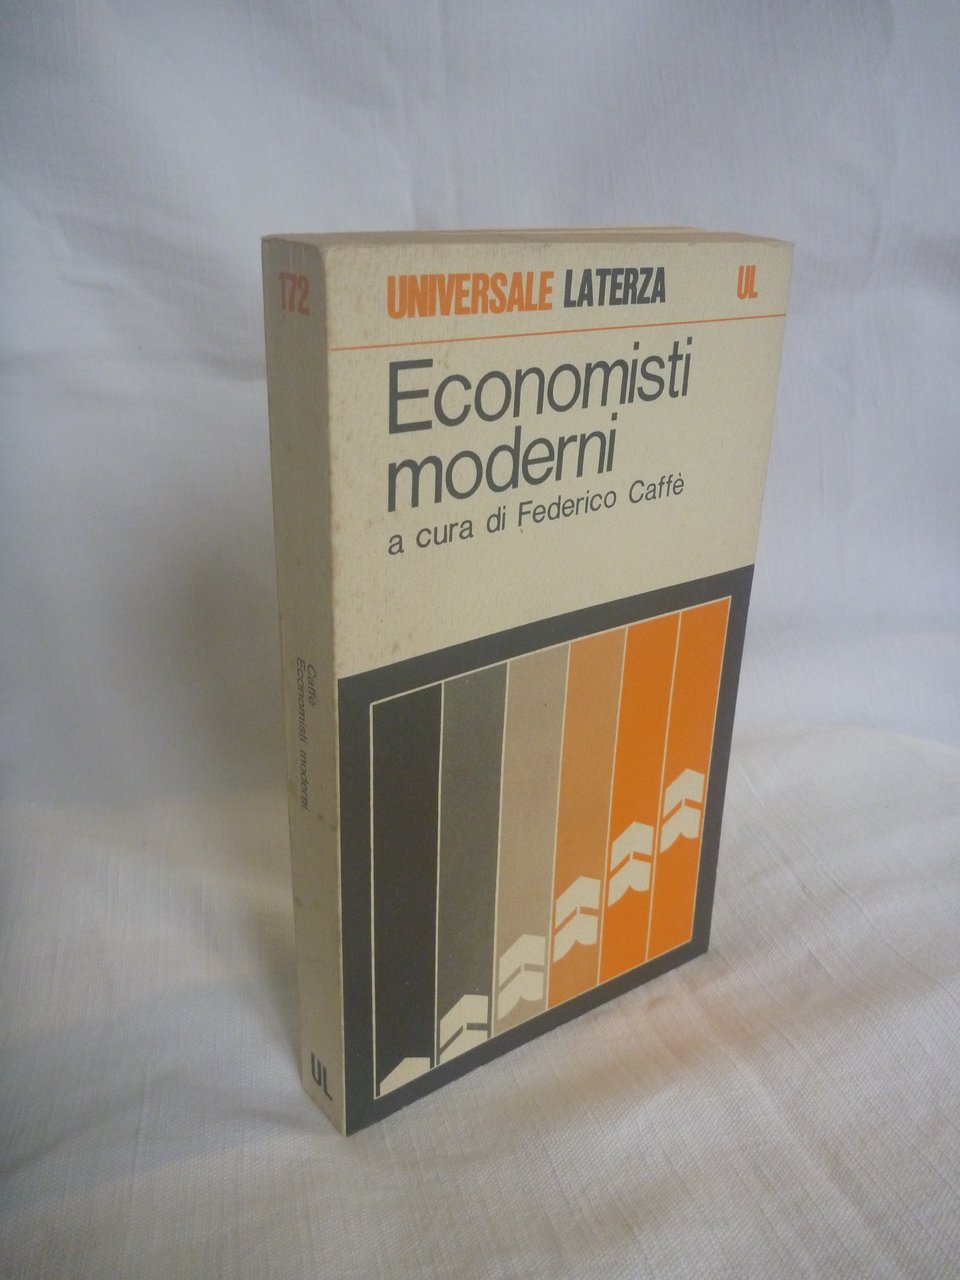 172
Caffè
Economisti moderni
UL
UNIVERSALE LATERZA UL
Economisti
moderni
a cura di Federico Caffè